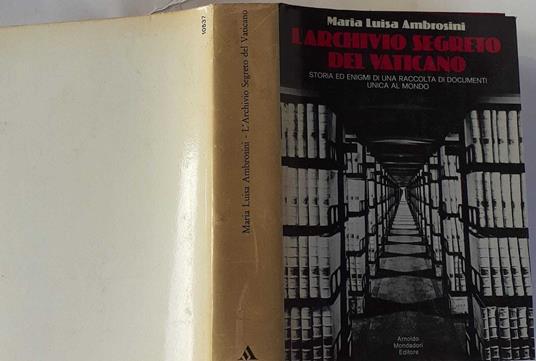 10537
Maria Luisa Ambrosini - L'Archivio Segreto del Vaticano
Maria Luisa Ambrosini
L'ARCHIVIO SEGRETO
DEL VATICANO
STORIA ED ENIGMI DI UNA RACCOLTA DI DOCUMENTI
UNICA AL MONDO
Arnoldo
Mondadori
Editore